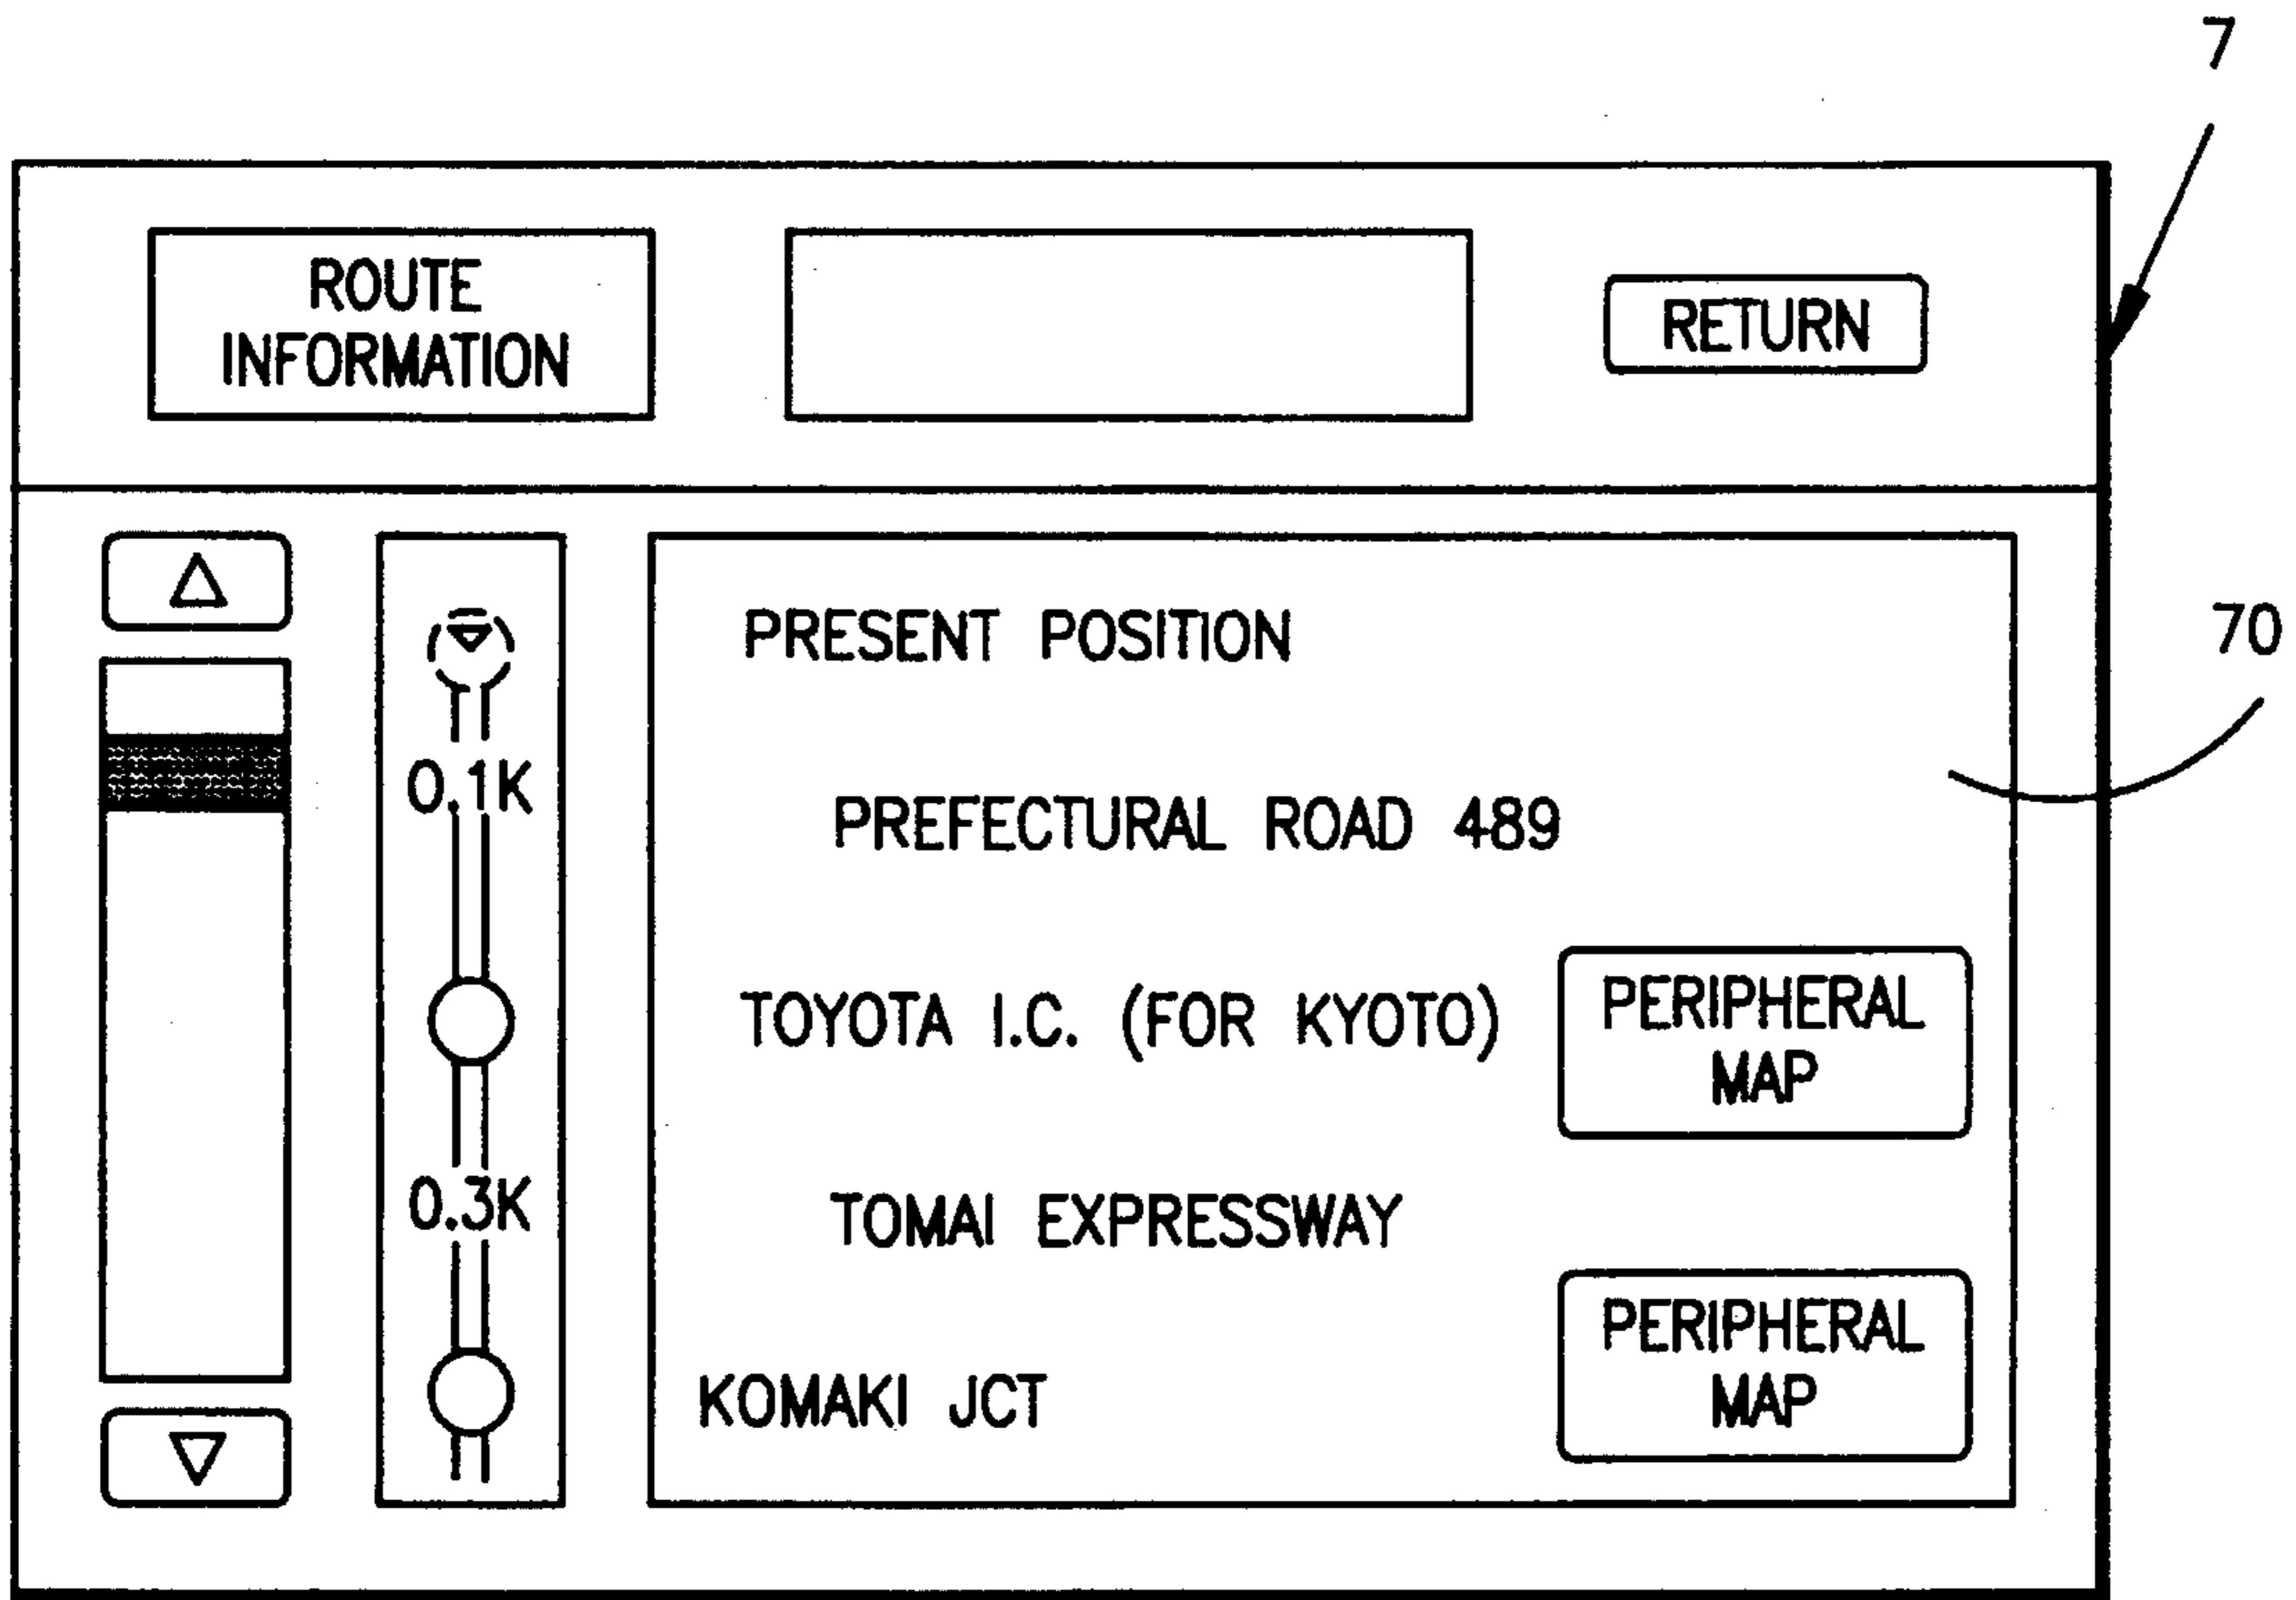 7
ROUTE
INFORMATION
RETURN
70
PRESENT POSITION
0.1K
PREFECTURAL ROAD 489
TOYOTA I.C. (FOR KYOTO)
PERIPHERAL
MAP
0.3K
TOMAI EXPRESSWAY
PERIPHERAL
MAP
KOMAKI JCT